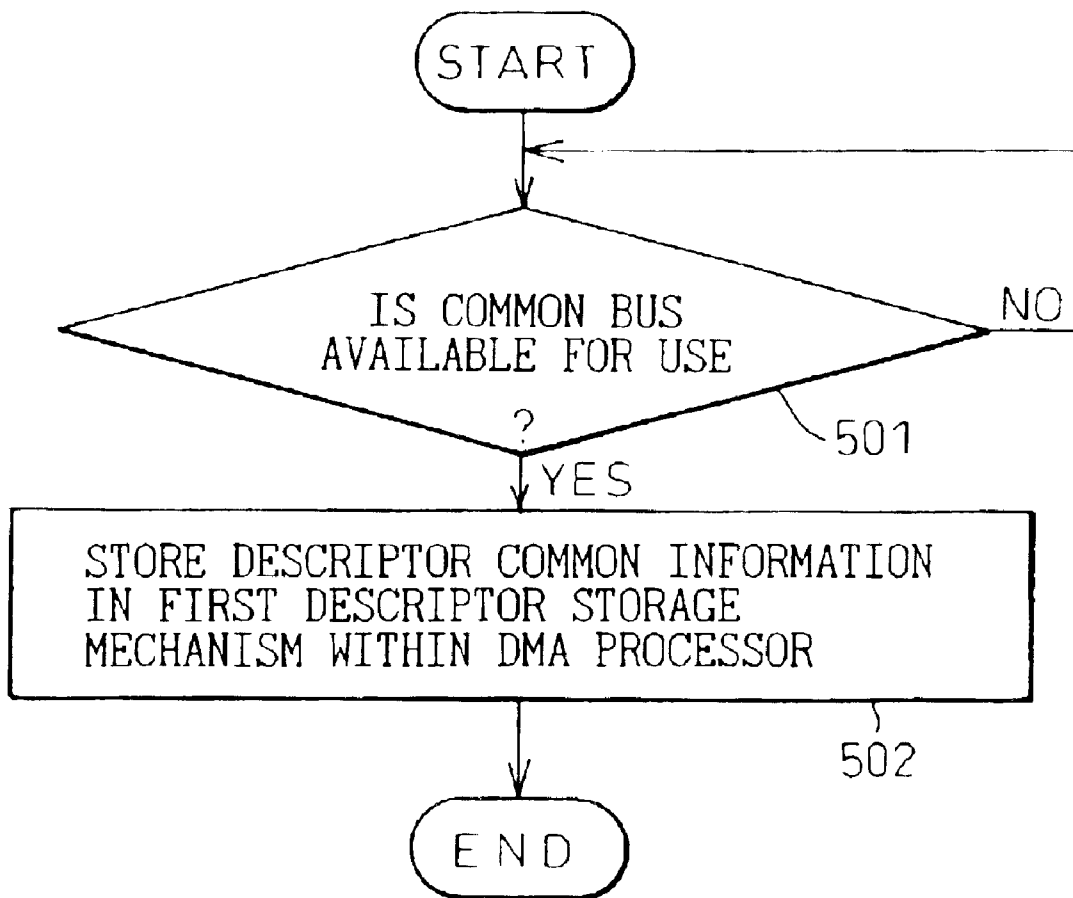 START
IS COMMON BUS
AVAILABLE FOR USE
?
NO
501
YES
STORE DESCRIPTOR COMMON INFORMATION
IN FIRST DESCRIPTOR STORAGE
MECHANISM WITHIN DMA PROCESSOR
502
END